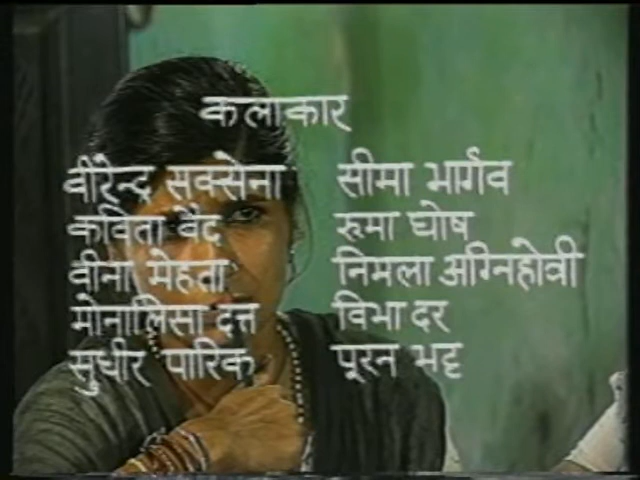 कलाकार
वीरेन्द्र सक्सेना सीमा भार्गव
कविता वैद रुमा घोष
वीना मेहता निमला अग्निहोत्री
मोनालिसा दत्त विभा दर
सुधीर पारिक पूरन भट्ट